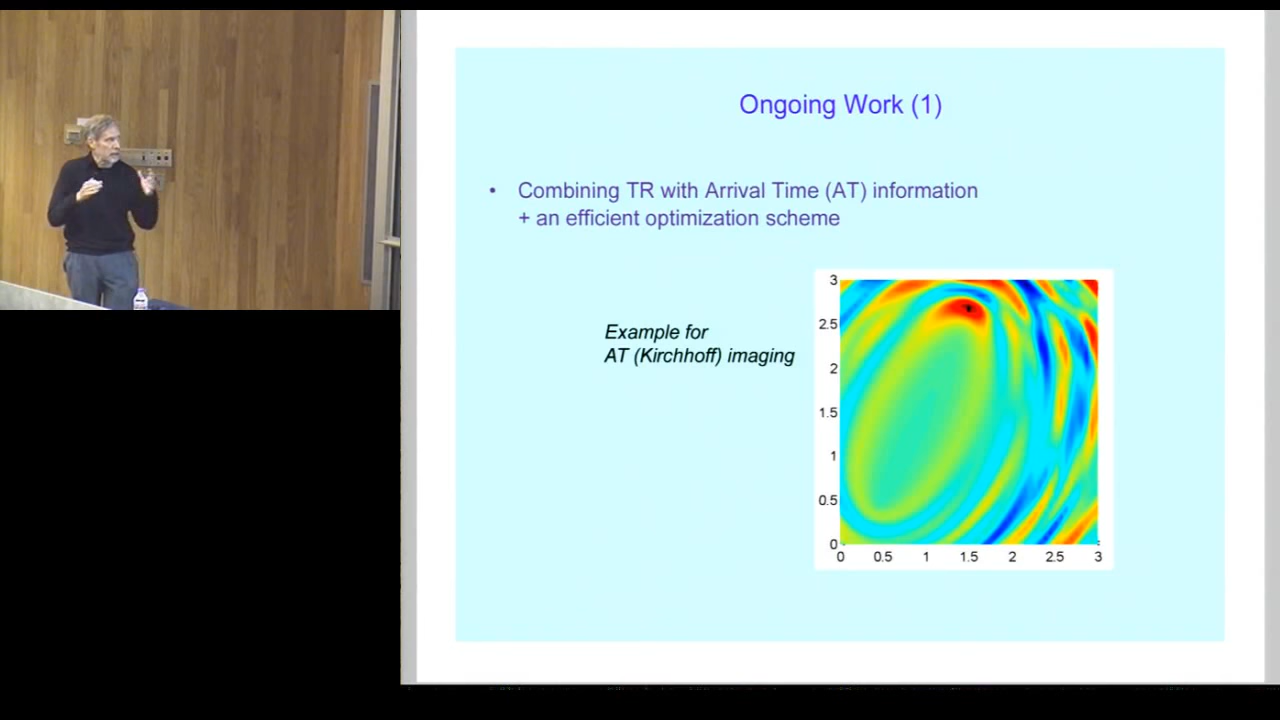 Ongoing Work (1)
• Combining TR with Arrival Time (AT) information
+ an efficient optimization scheme
Example for
AT (Kirchhoff) imaging
3
2.5
2
1.5
1
0.5
0
0 0.5 1 1.5 2 2.5 3